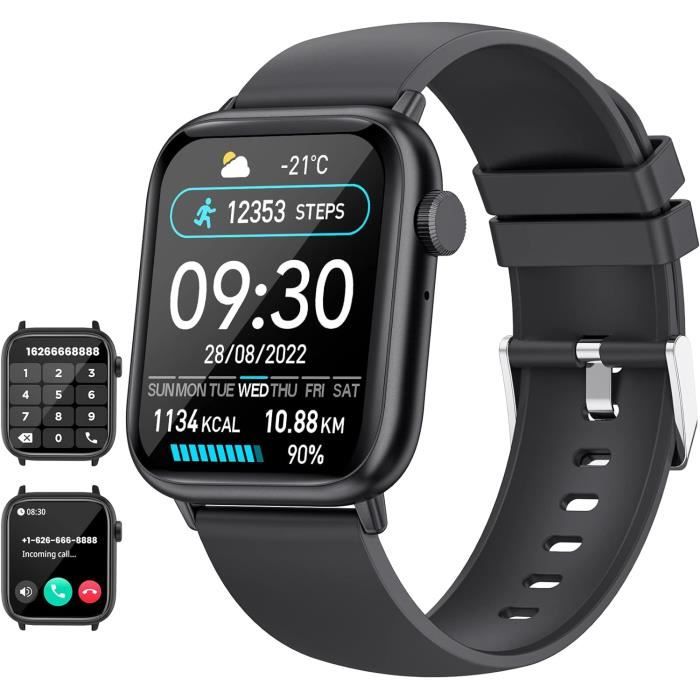 -21°C
12353 STEPS
09:30
28/08/2022
SUN MON TUE WED THU FRI SAT
1134 KCAL 10.88 KM
90%
16266668888
1 2 3
4 5 6
7 8 9
0
08:30
+1-626-666-8888
Incoming call...